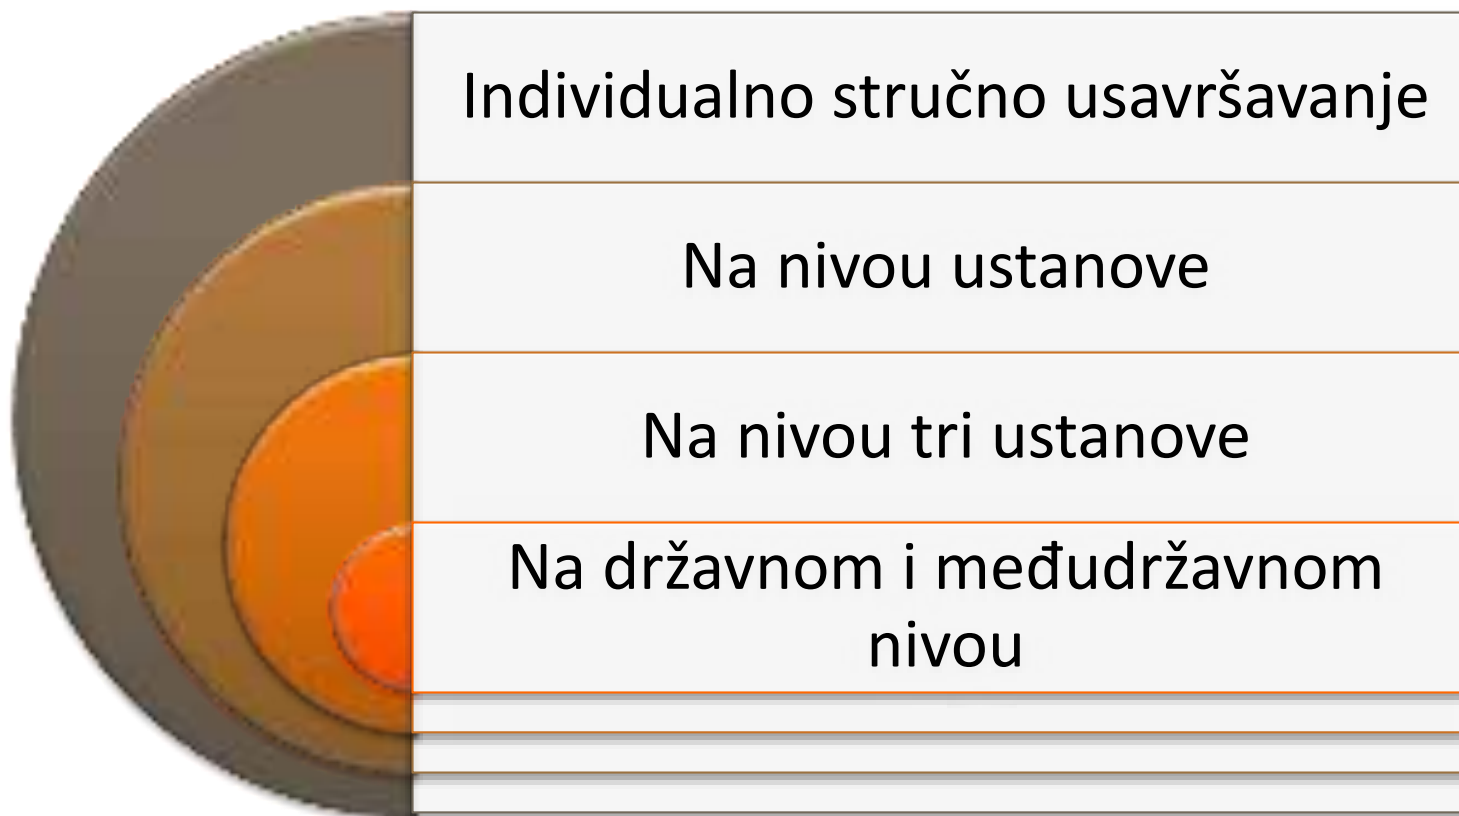 Individualno stručno usavršavanje
Na nivou ustanove
Na nivou tri ustanove
Na državnom i međudržavnom
nivou